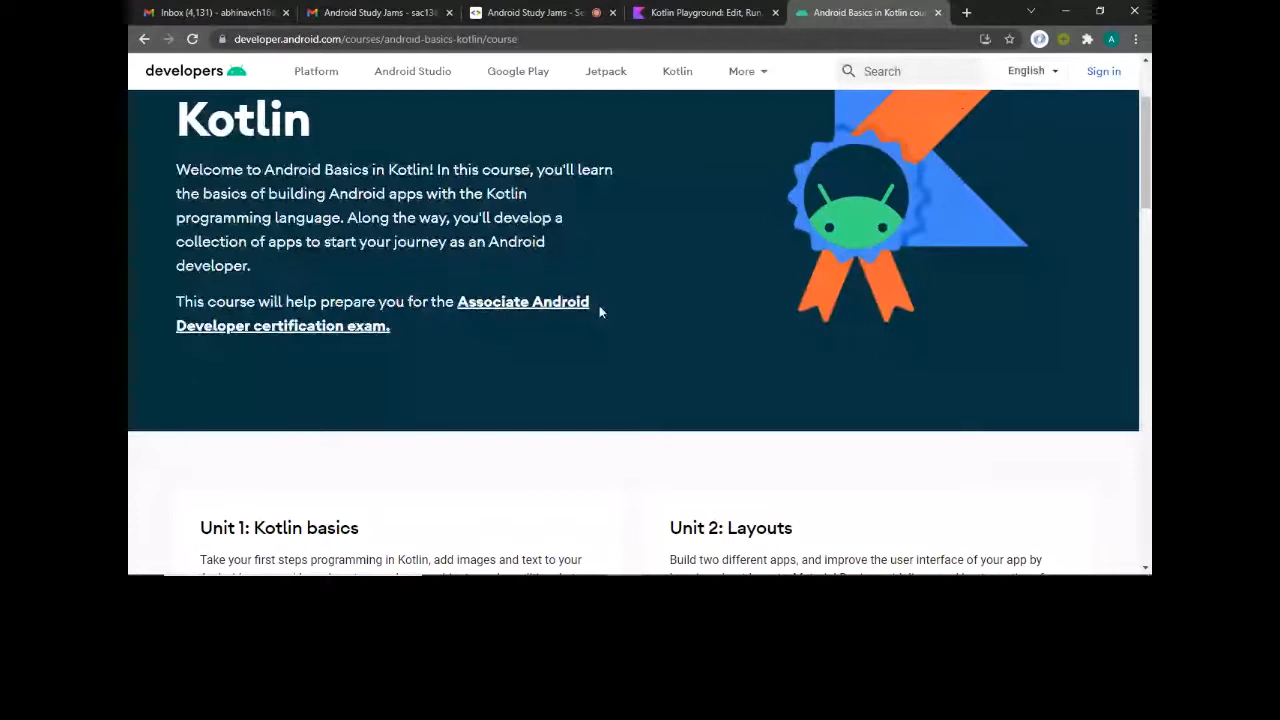 Inbox (4,131) - abhinavch16
Android Study Jams - sac13
Android Study Jams - Se
Kotlin Playground: Edit, Run,
Android Basics in Kotlin cou
developer.android.com/courses/android-basics-kotlin/course
A
developers
Platform
Android Studio
Google Play
Jetpack
Kotlin
More
Search
English
Sign in
Kotlin
Welcome to Android Basics in Kotlin! In this course, you'll learn
the basics of building Android apps with the Kotlin
programming language. Along the way, you'll develop a
collection of apps to start your journey as an Android
developer.
This course will help prepare you for the Associate Android
Developer certification exam.
Unit 1: Kotlin basics
Take your first steps programming in Kotlin, add images and text to your
Unit 2: Layouts
Build two different apps, and improve the user interface of your app by